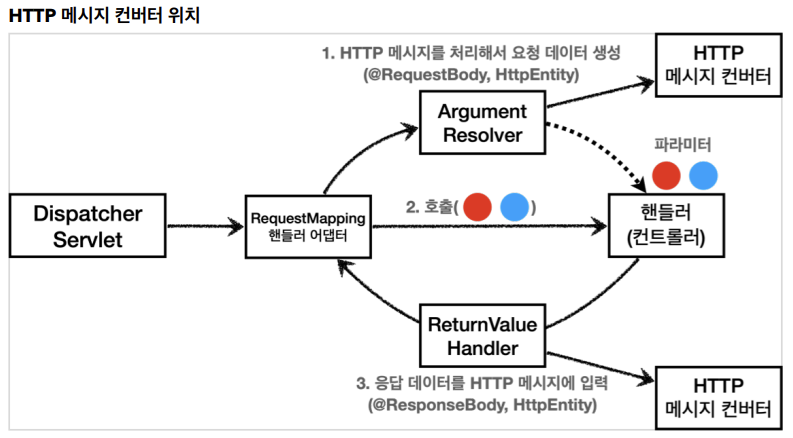 HTTP 메시지 컨버터 위치
1. HTTP 메시지를 처리해서 요청 데이터 생성
(@RequestBody, HttpEntity)
HTTP
메시지 컨버터
Argument
Resolver
파라미터
Dispatcher
Servlet
RequestMapping
핸들러 어댑터
2. 호출( )
핸들러
(컨트롤러)
ReturnValue
Handler
3. 응답 데이터를 HTTP 메시지에 입력
(@ResponseBody, HttpEntity)
HTTP
메시지 컨버터